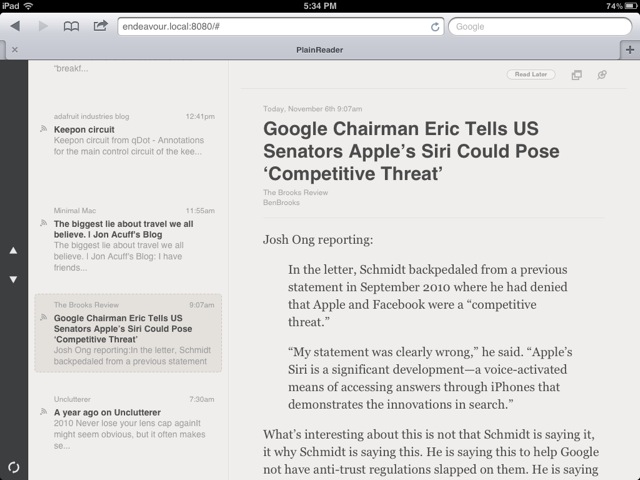 iPad
5:34 PM
74%
endeavour.local:8080/#
Google
PlainReader
"breakf...
adafruit industries blog 12:41pm
Keepon circuit
Keepon circuit from qDot - Annotations
for the main control circuit of the kee...
Minimal Mac 11:55am
The biggest lie about travel we all
believe. I Jon Acuff's Blog
The biggest lie about travel we all
believe. I Jon Acuff's Blog: I have
friends...
The Brooks Review 9:07am
Google Chairman Eric Tells US
Senators Apple's Siri Could Pose
'Competitive Threat'
Josh Ong reporting:In the letter, Schmidt
backpedaled from a previous statement
Unclutterer 7:30am
A year ago on Unclutterer
2010 Never lose your lens cap againIt
might seem obvious, but it often makes
se...
Read Later
Today, November 6th 9:07am
Google Chairman Eric Tells US
Senators Apple's Siri Could Pose
'Competitive Threat'
The Brooks Review
BenBrooks
Josh Ong reporting:
In the letter, Schmidt backpedaled from a previous
statement in September 2010 where he had denied
that Apple and Facebook were a "competitive
threat."
"My statement was clearly wrong," he said. "Apple's
Siri is a significant development—a voice-activated
means of accessing answers through iPhones that
demonstrates the innovations in search."
What's interesting about this is not that Schmidt is saying it,
it why Schmidt is saying this. He is saying this to help Google
not have anti-trust regulations slapped on them. He is saying